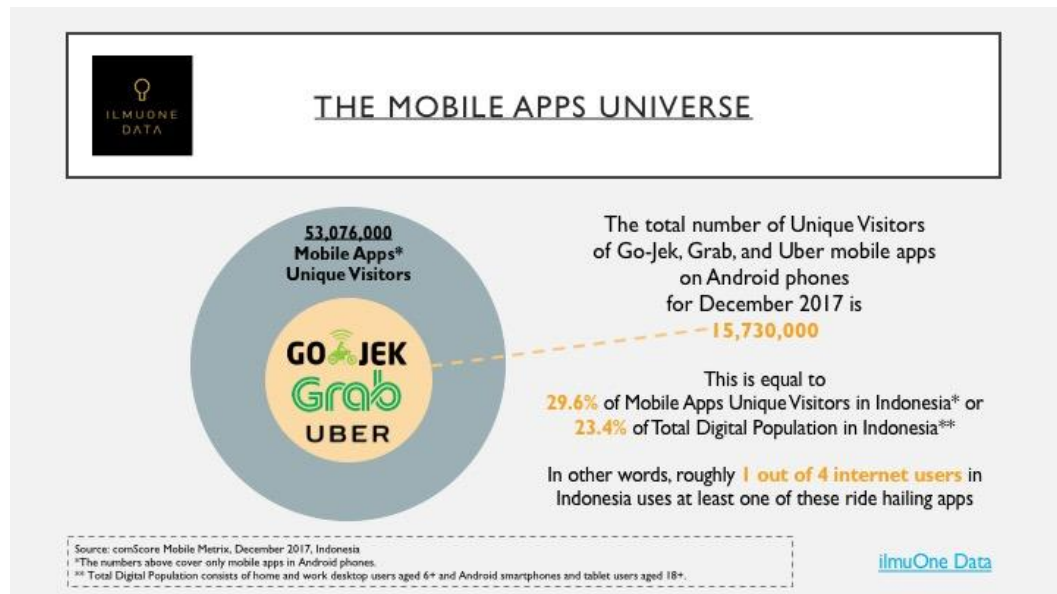 ILMUONE
DATA
THE MOBILE APPS UNIVERSE
53,076,000
Mobile Apps*
Unique Visitors
GO JEK
Grab
UBER
The total number of Unique Visitors
of Go-Jek, Grab, and Uber mobile apps
on Android phones
for December 2017 is
15,730,000
This is equal to
29.6% of Mobile Apps Unique Visitors in Indonesia* or
23.4% of Total Digital Population in Indonesia**
In other words, roughly 1 out of 4 internet users in
Indonesia uses at least one of these ride hailing apps
Source: comScore Mobile Metrix, December 2017, Indonesia
*The numbers above cover only mobile apps in Android phones.
** Total Digital Population consists of home and work desktop users aged 6+ and Android smartphones and tablet users aged 18+.
ilmuOne Data